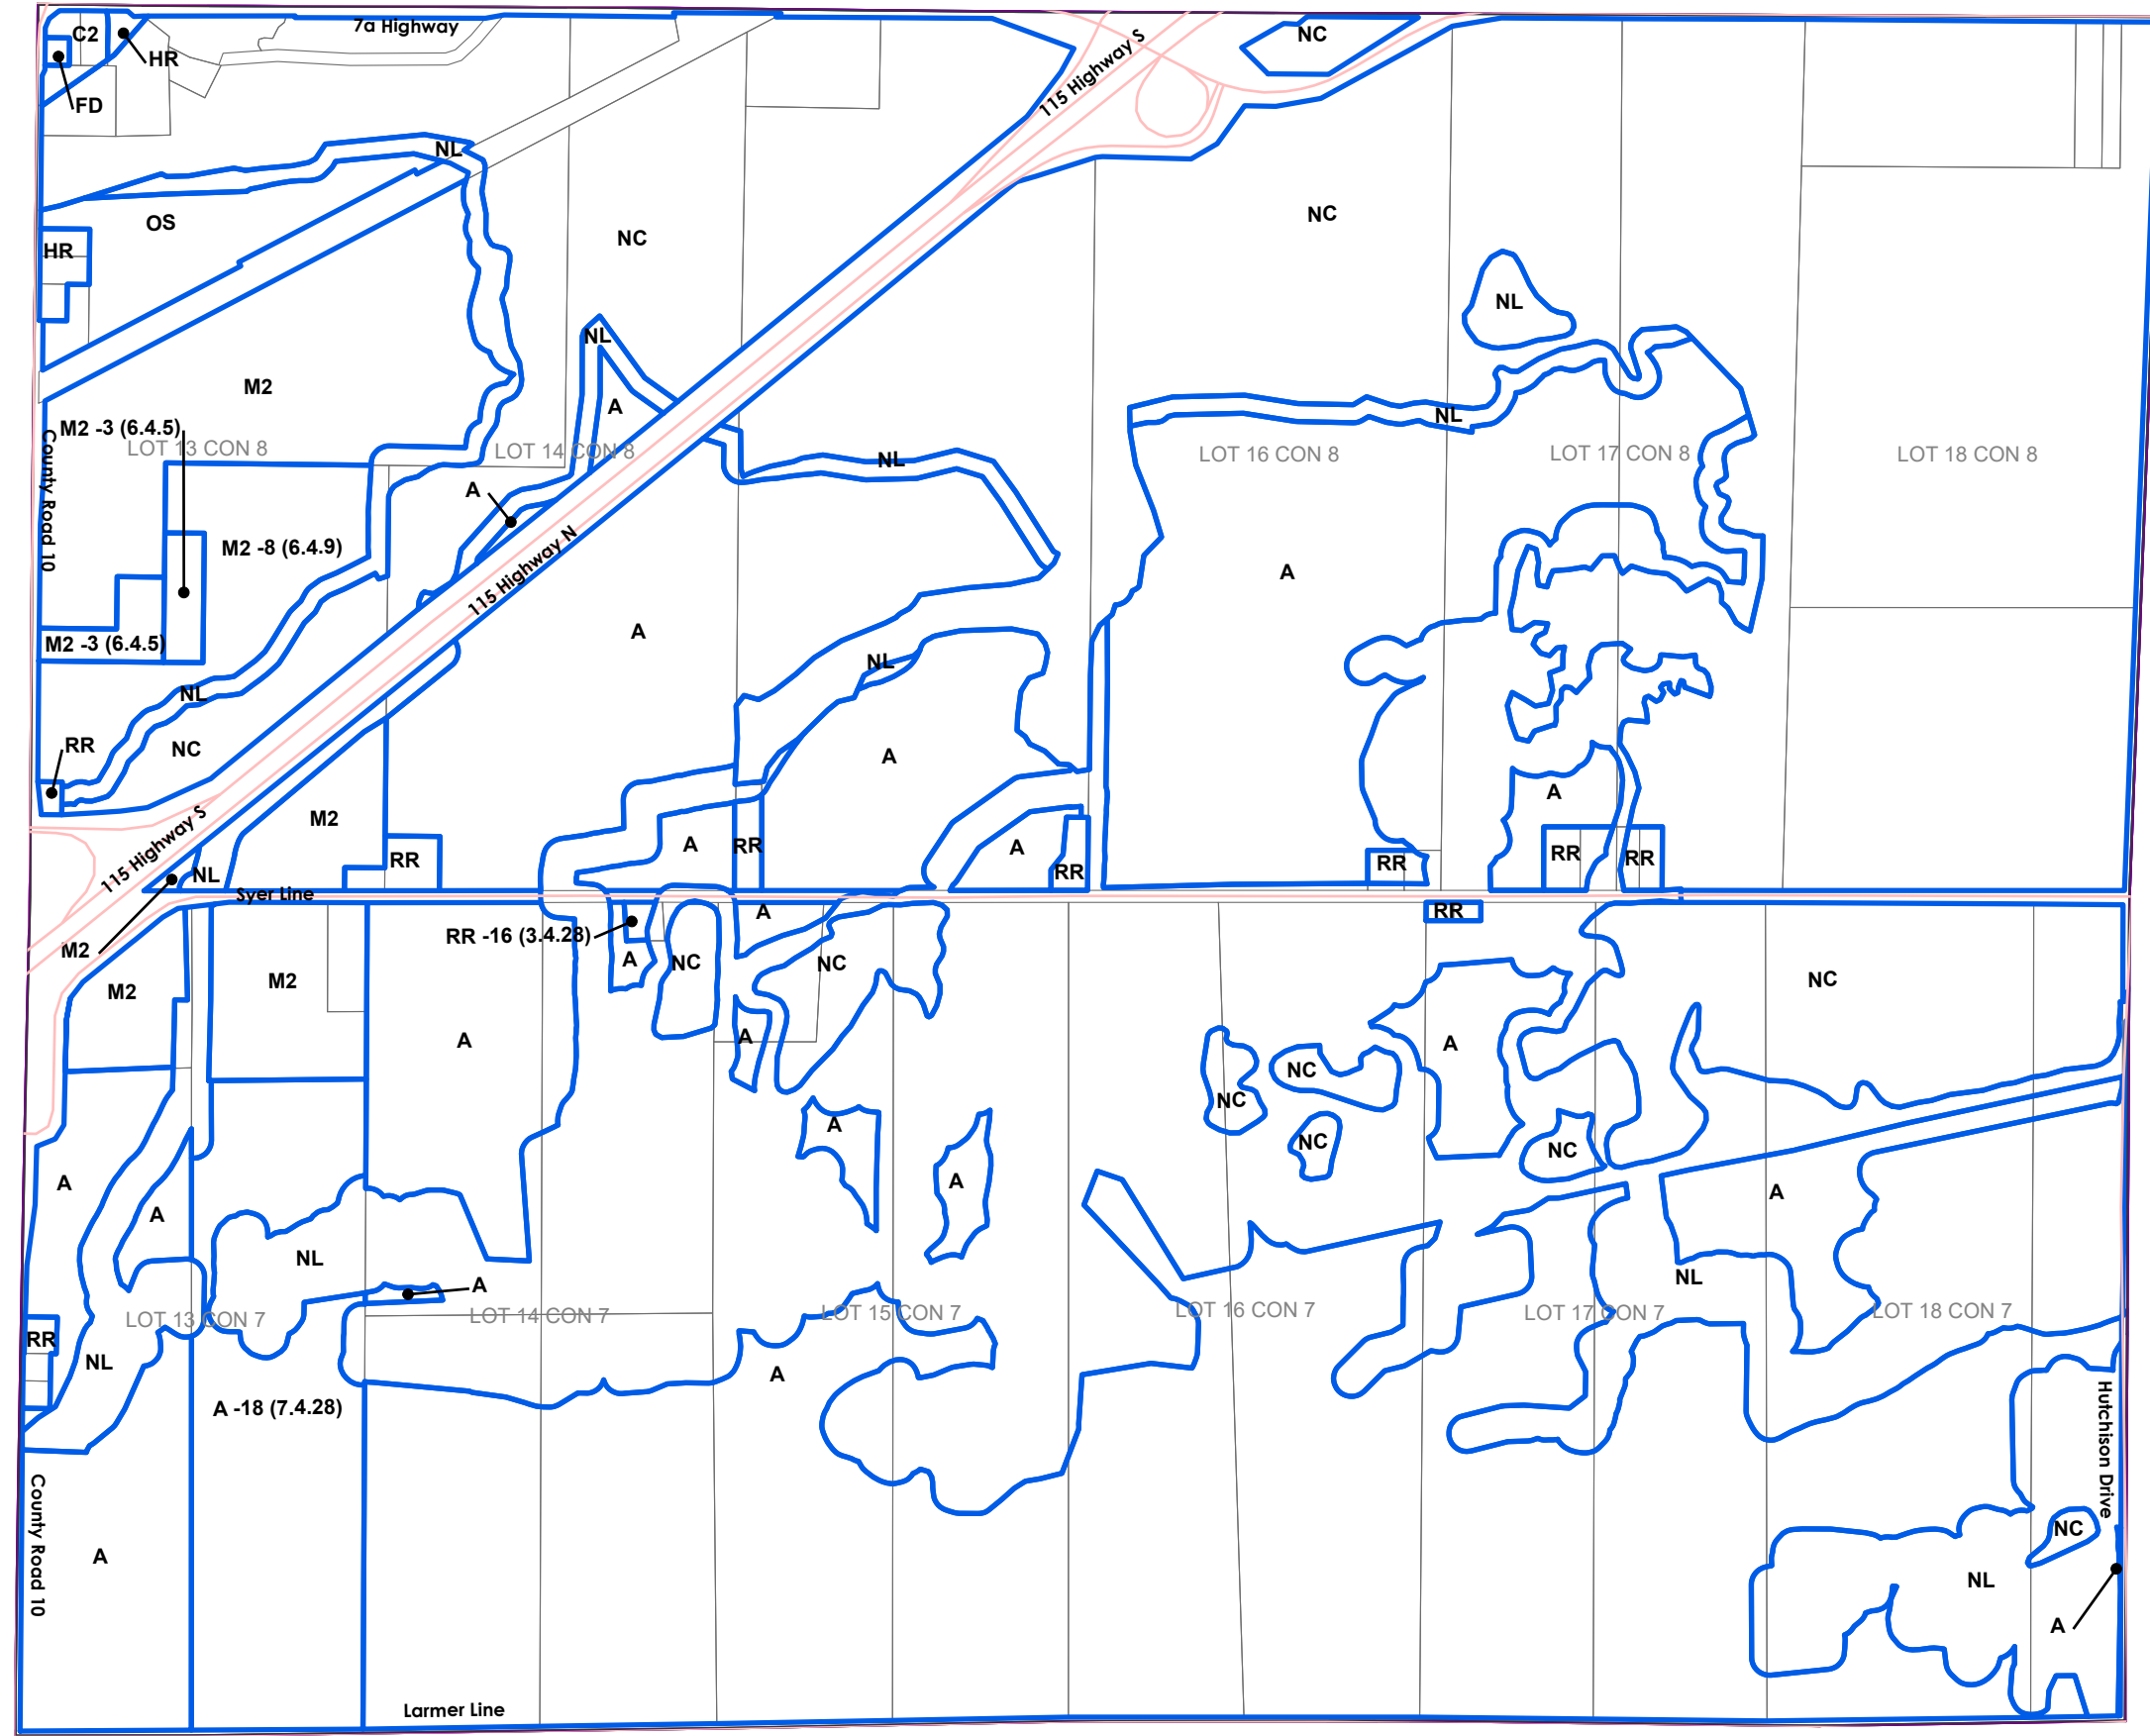 7a Highway
C2
HR
FD
115 Highway S
NC
NL
OS
NC
NC
HR
NL
NL
M2
A
NL
M2 -3 (6.4.5)
LOT 13 CON 8
LOT 14 CON 8
LOT 16 CON 8
LOT 17 CON 8
LOT 18 CON 8
County Road 10
NL
A
M2 -8 (6.4.9)
115 Highway N
A
A
M2 -3 (6.4.5)
NL
NL
RR
NC
A
A
M2
115 Highway S
RR
A
RR
A
RR
RR
RR
RR
NL
Syer Line
M2
RR -16 (3.4.28)
A
RR
A
NC
NC
NC
M2
M2
A
A
A
NC
NC
NC
NC
A
A
A
A
A
NL
NL
A
LOT 13 CON 7
LOT 14 CON 7
LOT 15 CON 7
LOT 16 CON 7
LOT 17 CON 7
LOT 18 CON 7
RR
NL
A
A -18 (7.4.28)
Hutchison Drive
County Road 10
A
NC
NL
A
Larmer Line